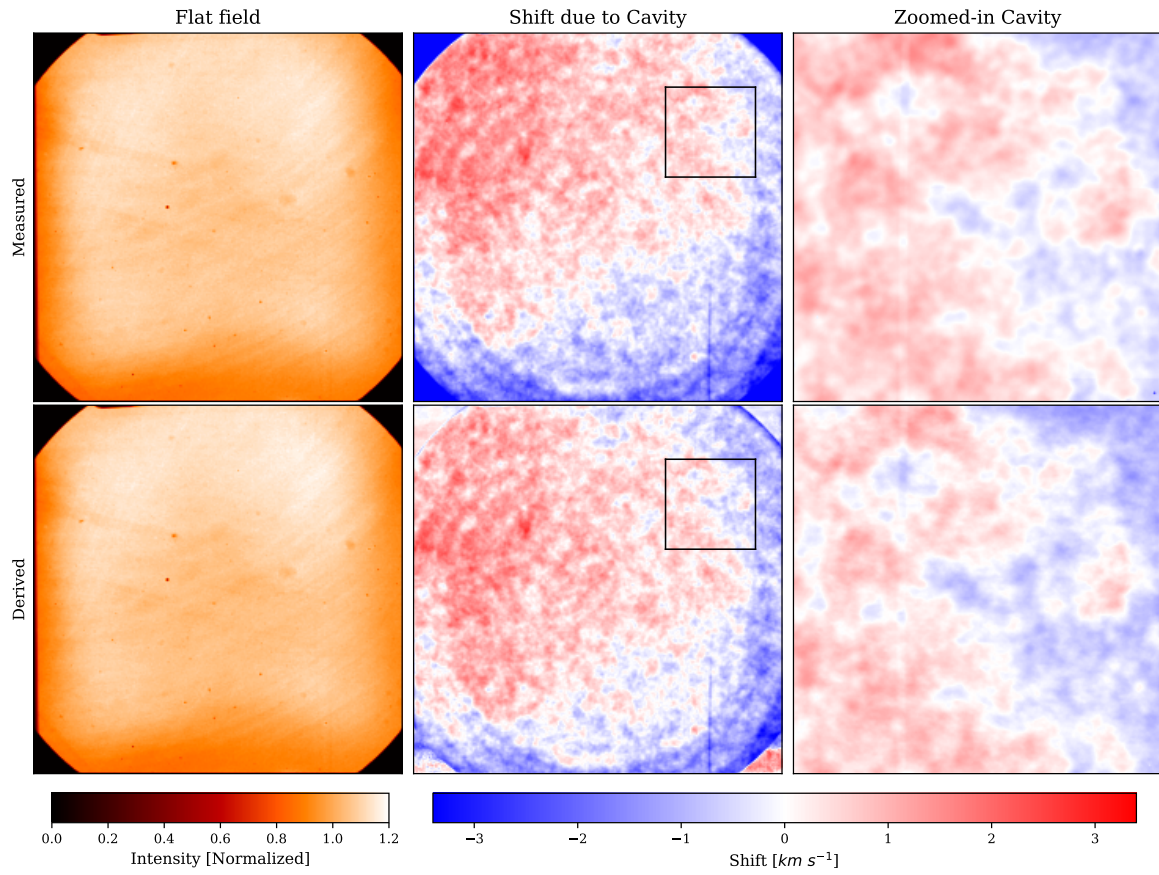 Flat field
Shift due to Cavity
Zoomed-in Cavity
Measured
Derived
0.0 0.2 0.4 0.6 0.8 1.0 1.2
Intensity [Normalized]
−3 −2 −1 0 1 2 3
Shift [km s⁻¹]